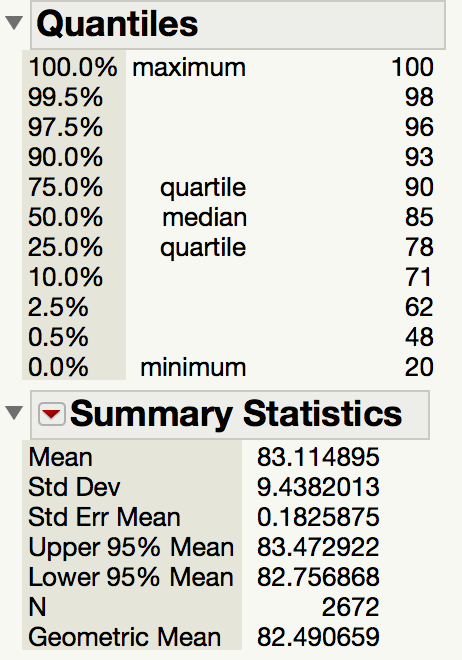 Quantiles
100.0% maximum 100
99.5% 98
97.5% 96
90.0% 93
75.0% quartile 90
50.0% median 85
25.0% quartile 78
10.0% 71
2.5% 62
0.5% 48
0.0% minimum 20
Summary Statistics
Mean 83.114895
Std Dev 9.4382013
Std Err Mean 0.1825875
Upper 95% Mean 83.472922
Lower 95% Mean 82.756868
N 2672
Geometric Mean 82.490659